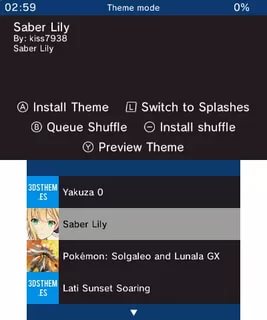 02:59 Theme mode 0%
Saber Lily
By: kiss7938
Saber Lily
Ⓐ Install Theme L Switch to Splashes
Ⓑ Queue Shuffle ⊖ Install shuffle
Ⓨ Preview Theme
3DSTHEM
.ES
Yakuza 0
Saber Lily
Pokémon: Solgaleo and Lunala GX
3DSTHEM
.ES
Lati Sunset Soaring